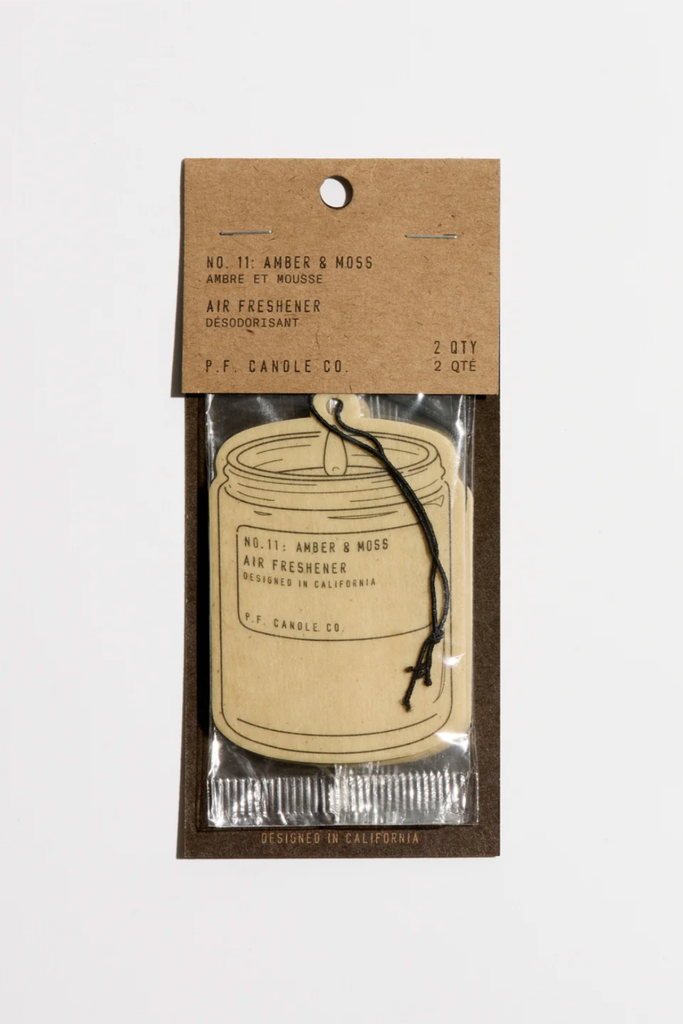 NO. 11: AMBER & MOSS
AMBRE ET MOUSSE
AIR FRESHENER
DÉSODORISANT
2 QTY
P.F. CANDLE CO.
2 QTÉ
NO.11: AMBER & MOSS
AIR FRESHENER
DESIGNED IN CALIFORNIA
P.F. CANDLE CO.
DESIGNED IN CALIFORNIA